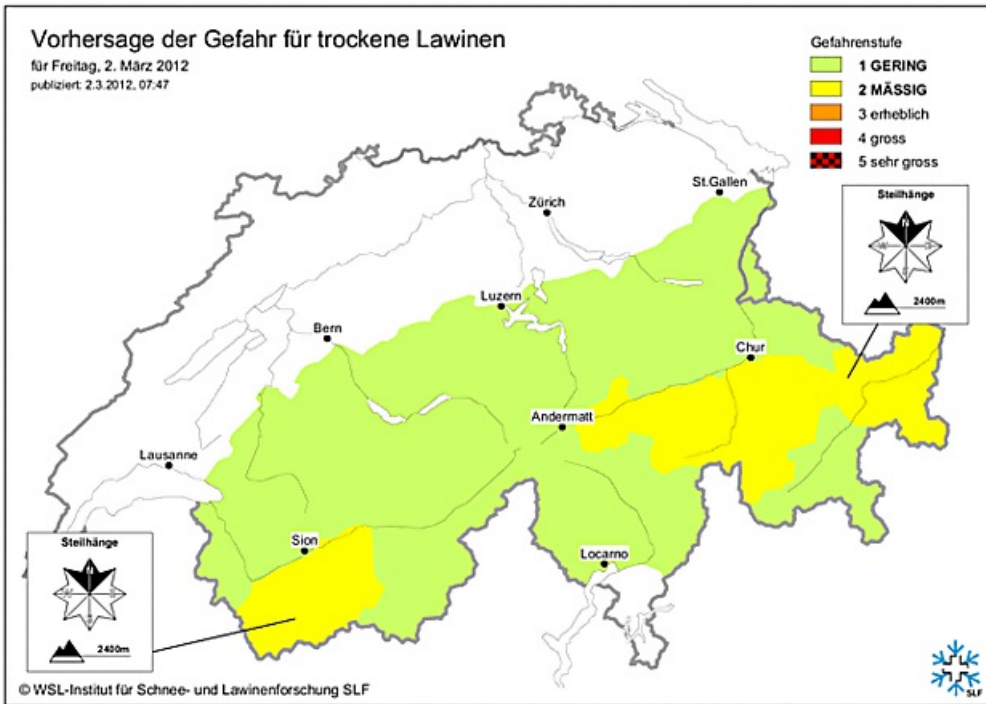 Vorhersage der Gefahr für trockene Lawinen
für Freitag, 2. März 2012
publiziert: 2.3.2012, 07:47
Gefahrenstufe
1 GERING
2 MÄSSIG
3 erheblich
4 gross
5 sehr gross
St.Gallen
Steilhänge
N
2400m
Zürich
Luzern
Bern
Chur
Andermatt
Lausanne
Sion
Locarno
Steilhänge
N
2400m
© WSL-Institut für Schnee- und Lawinenforschung SLF
SLF